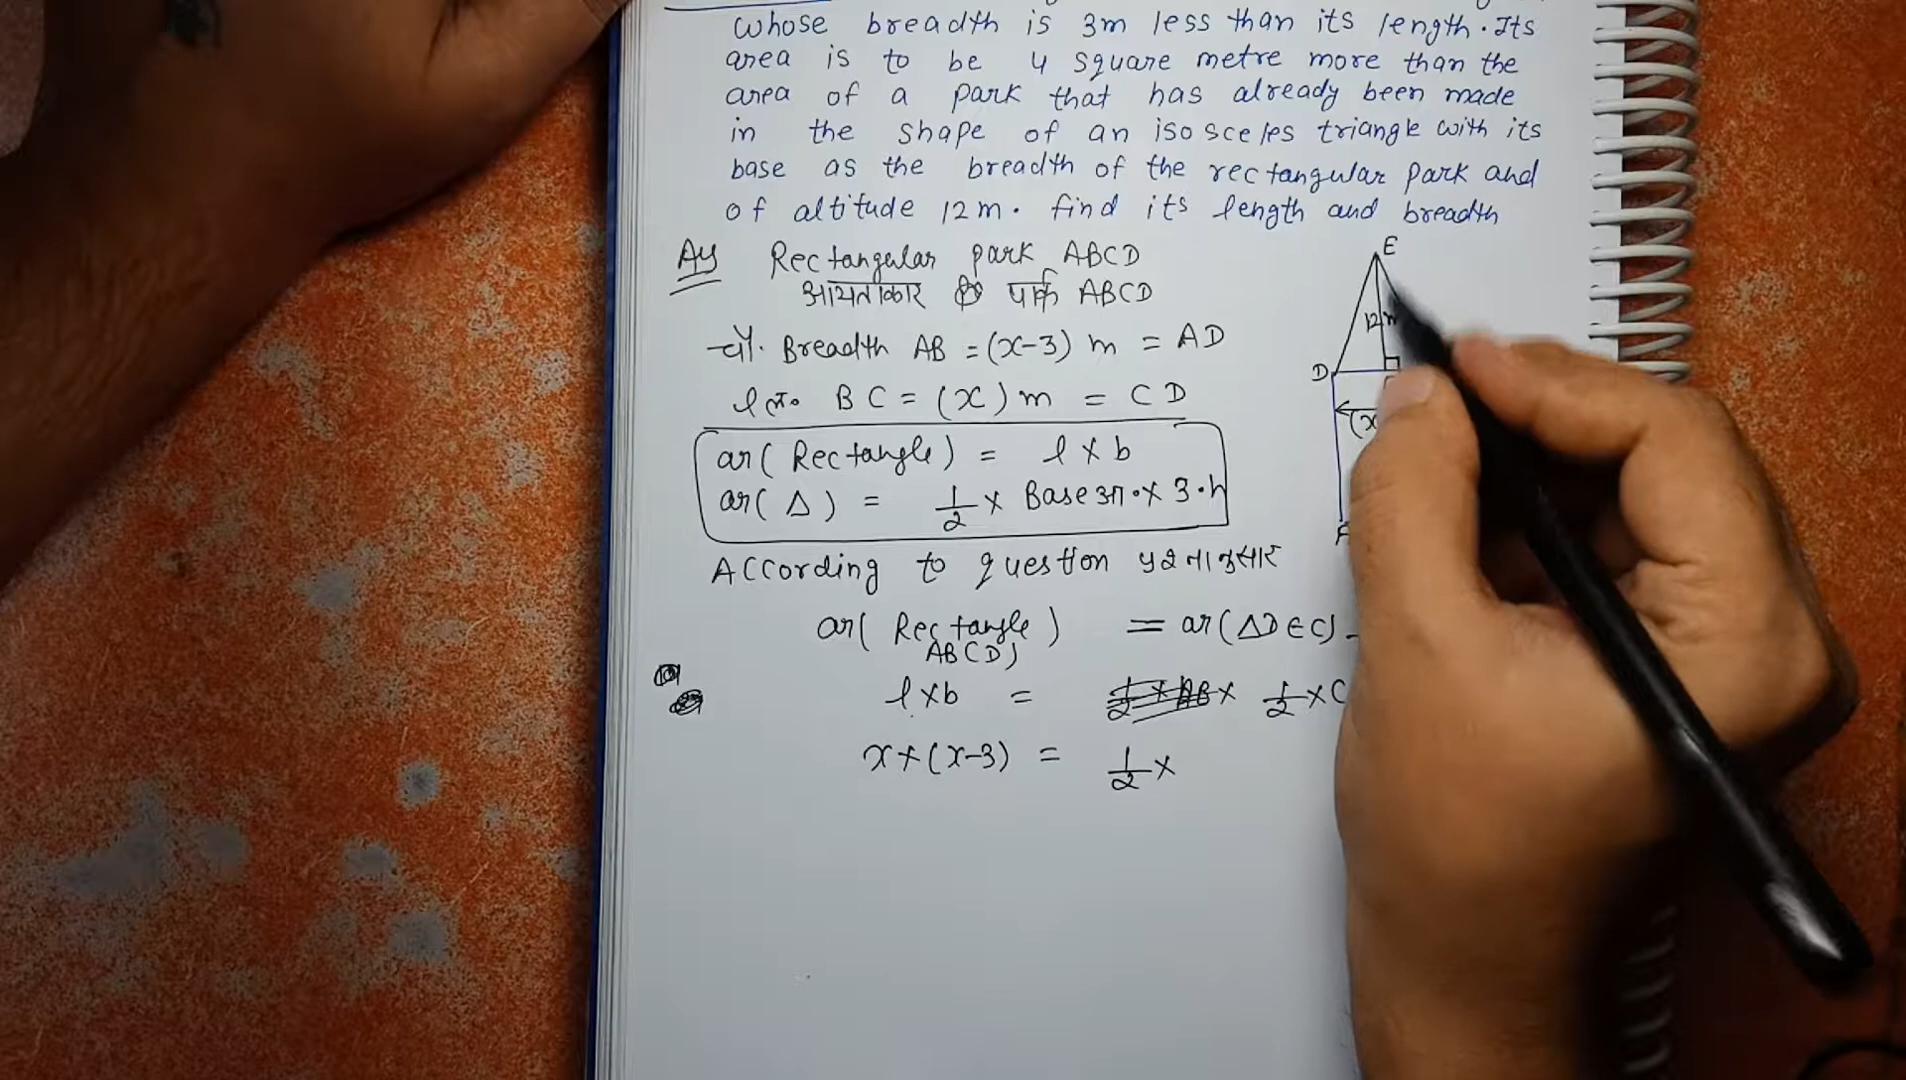 whose breadth is 3m less than its length. Its
area is to be 4 square metre more than the
area of a park that has already been made
in the shape of an isosceles triangle with its
base as the breadth of the rectangular park and
of altitude 12m. find its length and breadth
Rectangular park ABCD
आयताकार पार्क ABCD
चौ. Breadth AB = (x-3) m = AD
BC = (x) m = CD
ar( Rectangle) = l x b
ar( Δ ) = 1/2 x Base आ. x उ.h
According to question प्रश्नानुसार
ar( Rectangle ) = ar(ΔDEC) -
ABCD)
l x b = 1/2 x C
x x (x-3) = 1/2 x
E
12 m
D
(x